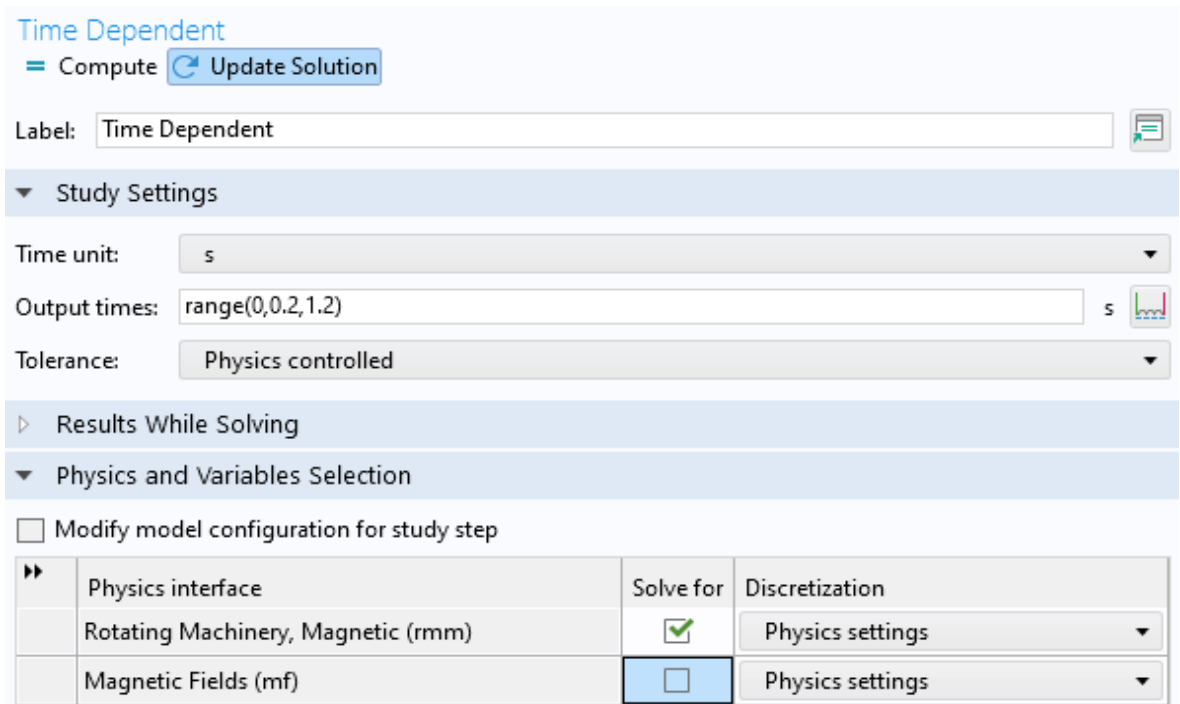 Time Dependent
= Compute Update Solution
Label: Time Dependent
Study Settings
Time unit: s
Output times: range(0,0.2,1.2) s
Tolerance: Physics controlled
Results While Solving
Physics and Variables Selection
Modify model configuration for study step
Physics interface Solve for Discretization
Rotating Machinery, Magnetic (rmm) Physics settings
Magnetic Fields (mf) Physics settings